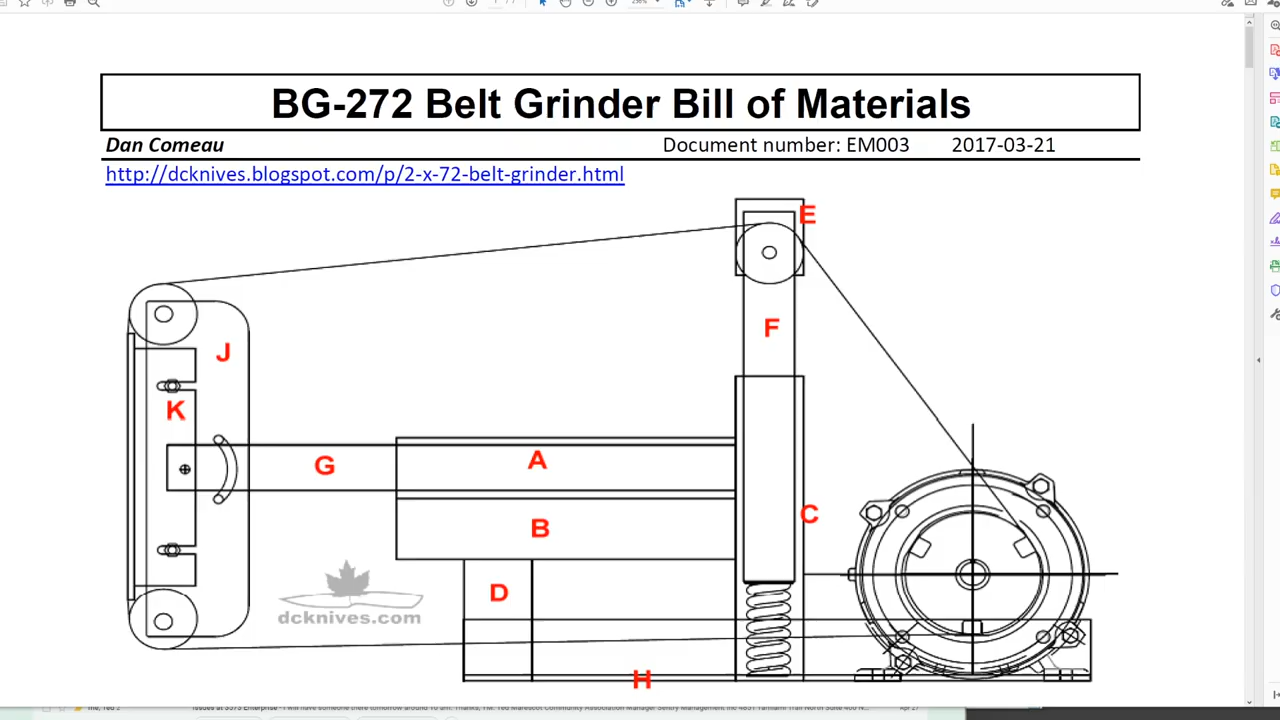 BG-272 Belt Grinder Bill of Materials
Dan Comeau Document number: EM003 2017-03-21
http://dcknives.blogspot.com/p/2-x-72-belt-grinder.html
E
F
J
K
G
A
C
B
D
dcknives.com
H